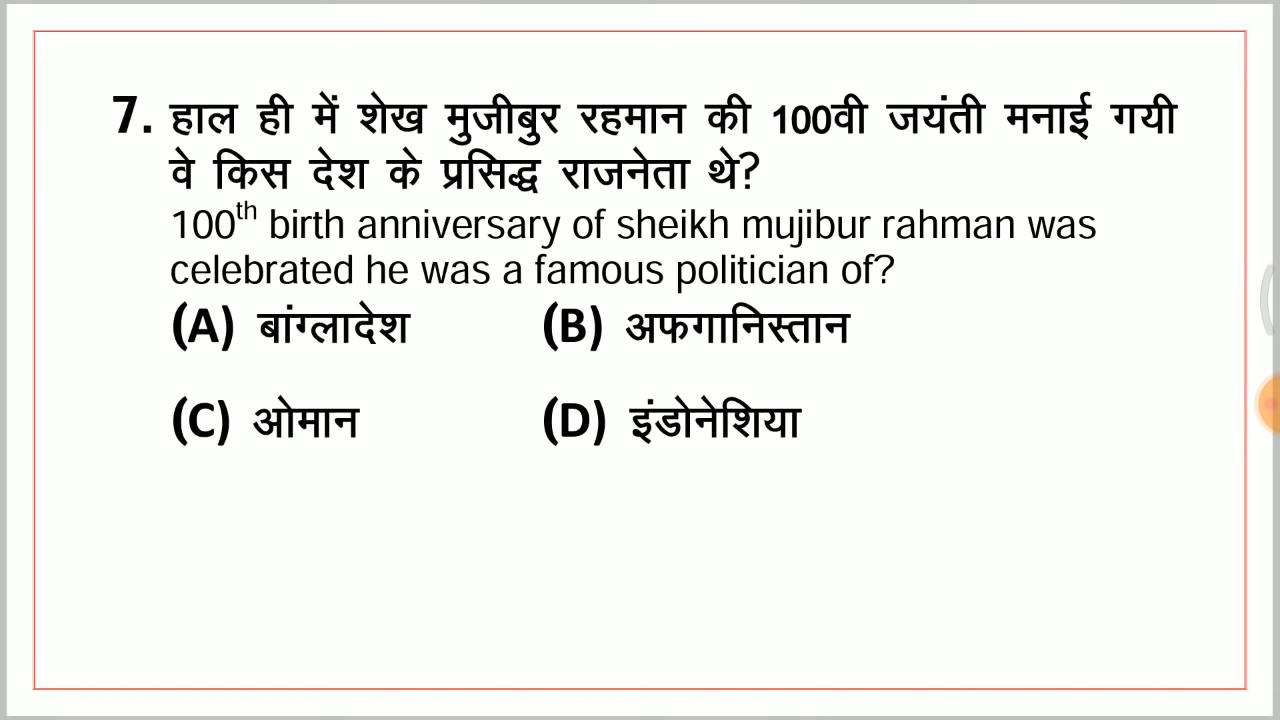 7. हाल ही में शेख मुजीबुर रहमान की 100वी जयंती मनाई गयी
वे किस देश के प्रसिद्ध राजनेता थे?
100th birth anniversary of sheikh mujibur rahman was
celebrated he was a famous politician of?
(A) बांग्लादेश (B) अफगानिस्तान
(C) ओमान (D) इंडोनेशिया